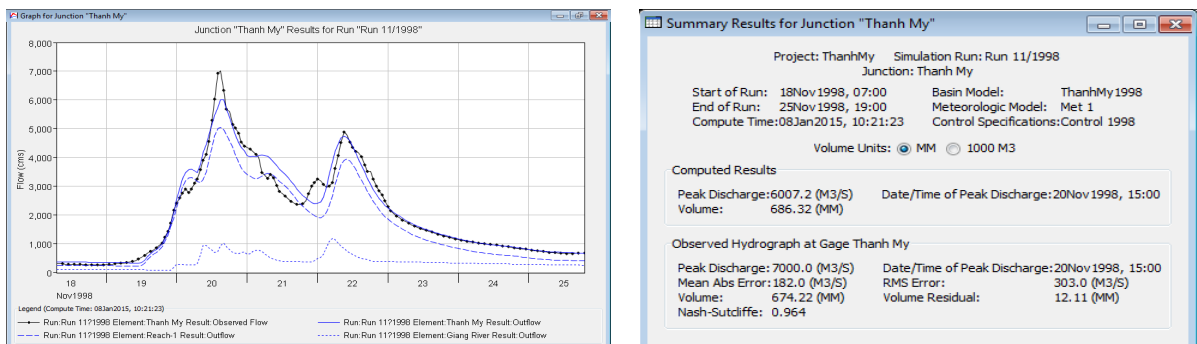 Graph for Junction "Thanh My"
Junction "Thanh My" Results for Run "Run 11/1998"
8,000
7,000
6,000
5,000
4,000
3,000
2,000
1,000
0
Flow (cms)
18 19 20 21 22 23 24 25
Nov1998
Legend (Compute Time: 08Jan2015, 10:21:23)
Run:Run 11?1998 Element:Thanh My Result:Observed Flow
Run:Run 11?1998 Element:Thanh My Result:Outflow
Run:Run 11?1998 Element:Reach-1 Result:Outflow
Run:Run 11?1998 Element:Giang River Result:Outflow
Summary Results for Junction "Thanh My"
Project: ThanhMy Simulation Run: Run 11/1998
Junction: Thanh My
Start of Run: 18Nov1998, 07:00 Basin Model: ThanhMy1998
End of Run: 25Nov1998, 19:00 Meteorologic Model: Met 1
Compute Time:08Jan2015, 10:21:23 Control Specifications:Control 1998
Volume Units: MM 1000 M3
Computed Results
Peak Discharge:6007.2 (M3/S) Date/Time of Peak Discharge:20Nov1998, 15:00
Volume: 686.32 (MM)
Observed Hydrograph at Gage Thanh My
Peak Discharge:7000.0 (M3/S) Date/Time of Peak Discharge:20Nov1998, 15:00
Mean Abs Error:182.0 (M3/S) RMS Error: 303.0 (M3/S)
Volume: 674.22 (MM) Volume Residual: 12.11 (MM)
Nash-Sutcliffe: 0.964